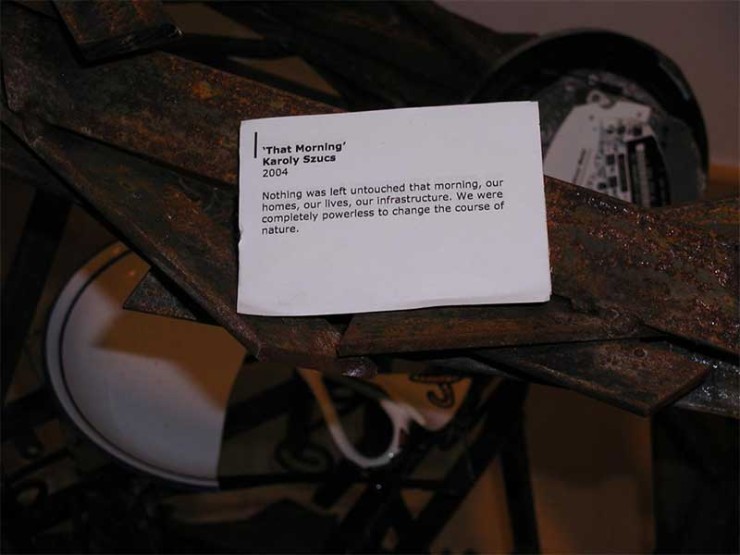 'That Morning'
Karoly Szucs
2004
Nothing was left untouched that morning, our
homes, our lives, our infrastructure. We were
completely powerless to change the course of
nature.